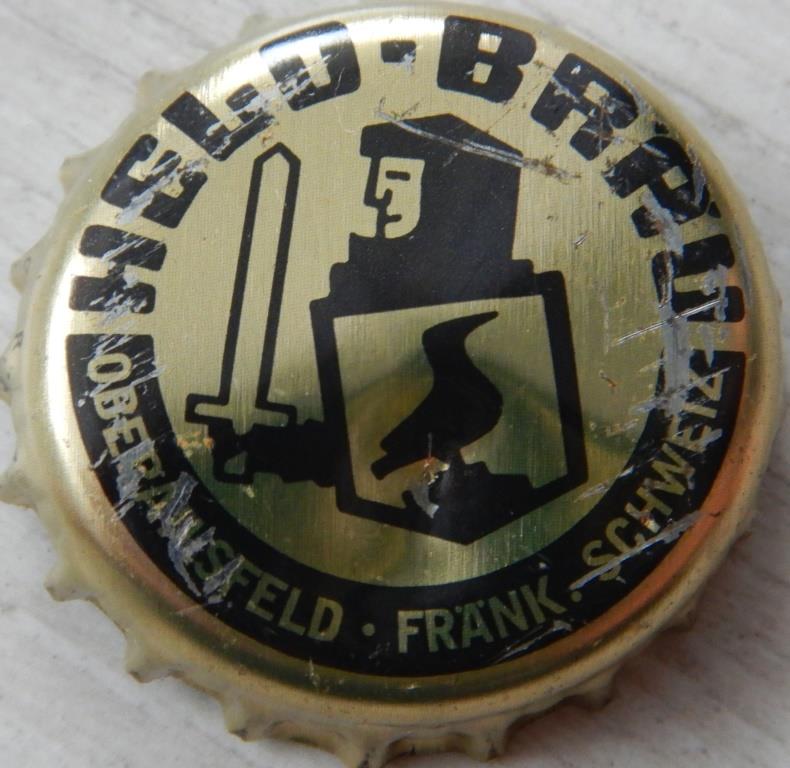 HELD·BRÄU
OBERAILSFELD · FRÄNK. SCHWEIZ